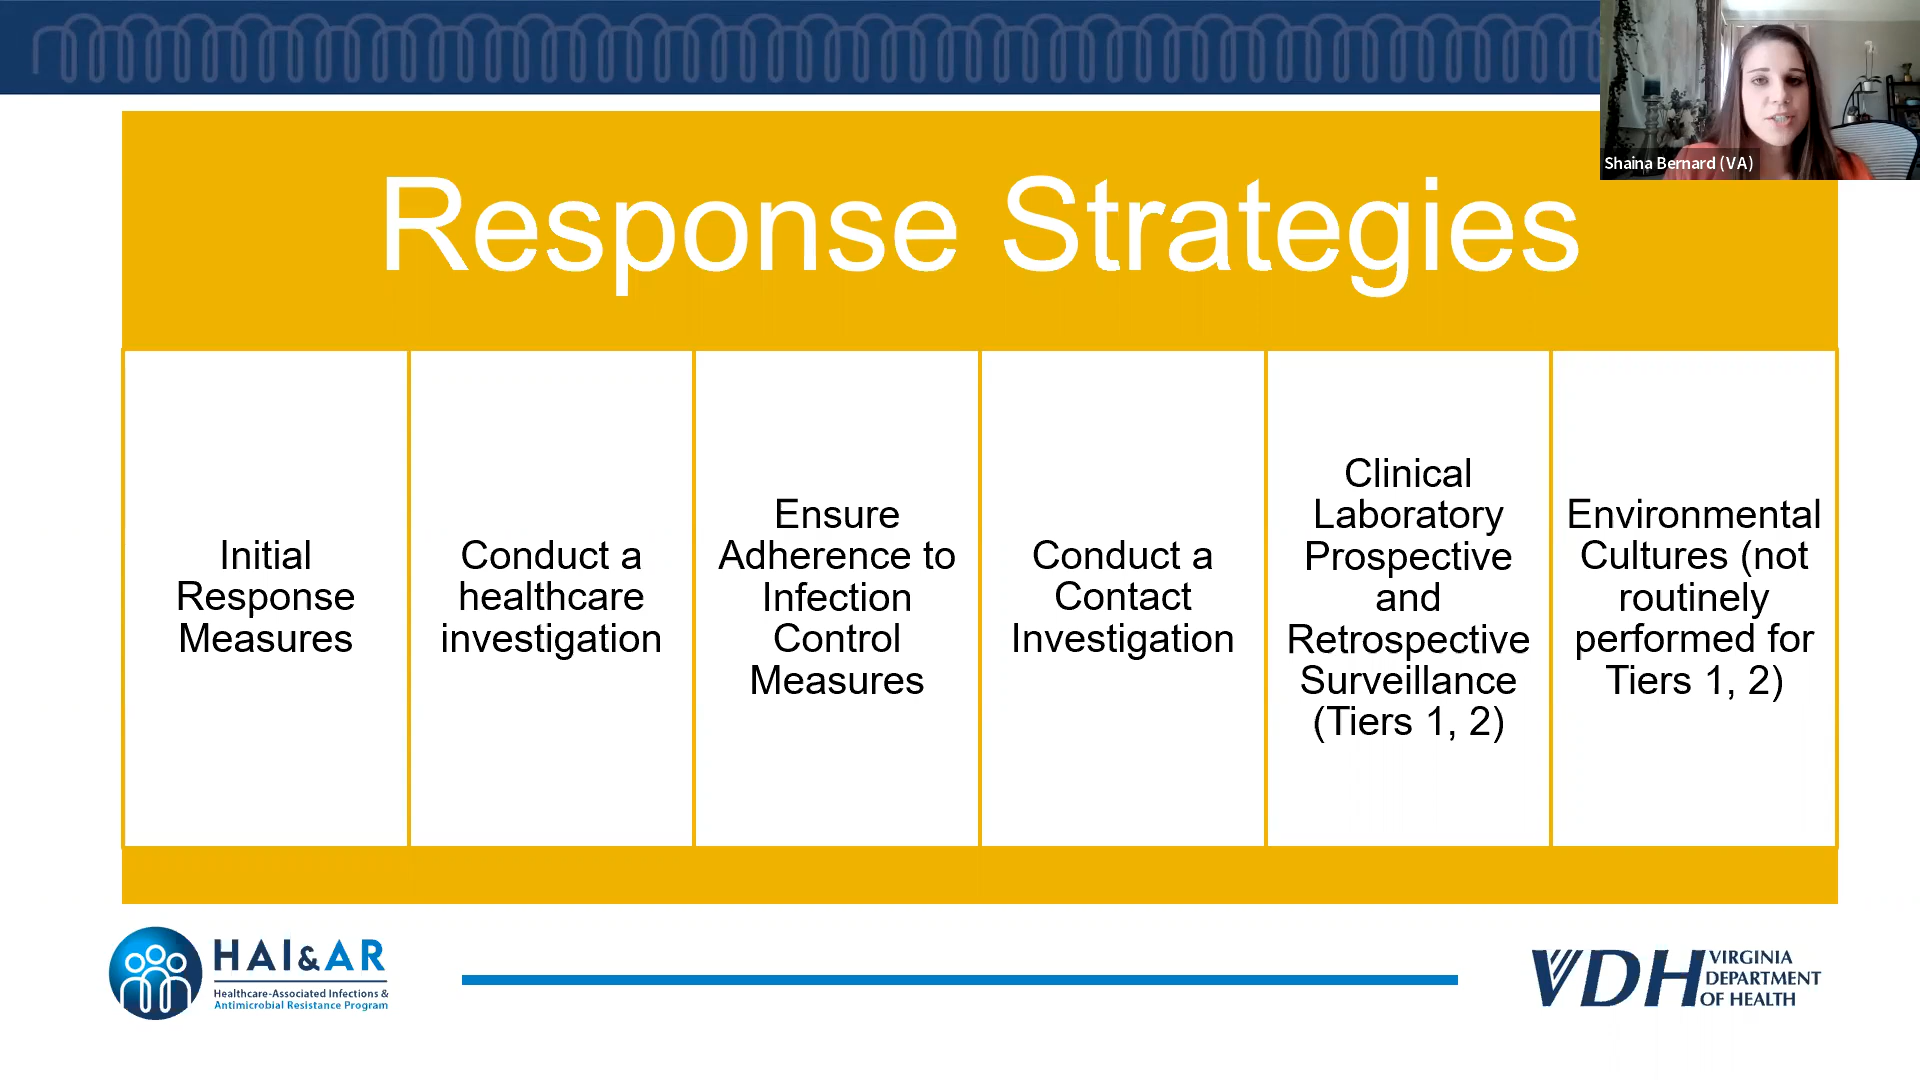 Shaina Bernard (VA)
Response Strategies
Initial
Response
Measures
Conduct a
healthcare
investigation
Ensure
Adherence to
Infection
Control
Measures
Conduct a
Contact
Investigation
Clinical
Laboratory
Prospective
and
Retrospective
Surveillance
(Tiers 1, 2)
Environmental
Cultures (not
routinely
performed for
Tiers 1, 2)
HAI&AR
Healthcare-Associated Infections &
Antimicrobial Resistance Program
VDH
VIRGINIA
DEPARTMENT
OF HEALTH